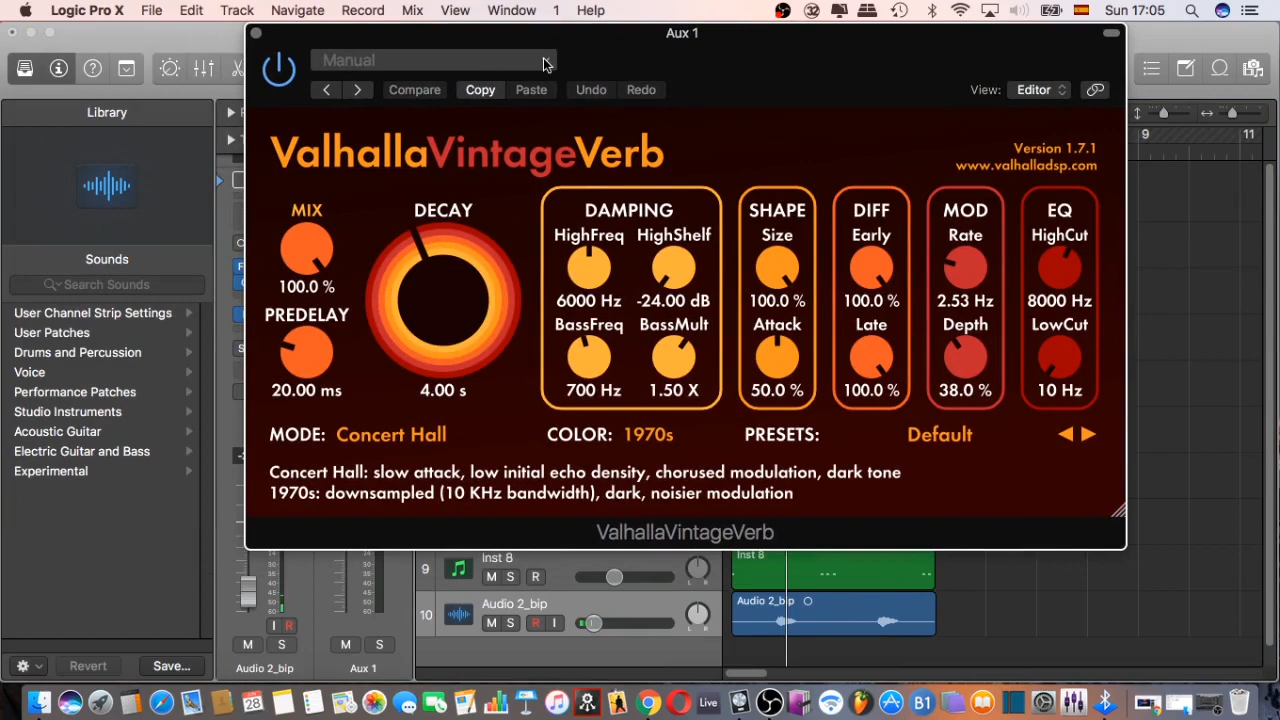 Logic Pro X File Edit Track Navigate Record Mix View Window 1 Help Sun 17:05
Aux 1
Manual
Compare Copy Paste Undo Redo View: Editor
Library
9 11
ValhallaVintageVerb
Version 1.7.1
www.valhalladsp.com
MIX
100.0 %
PREDELAY
20.00 ms
DECAY
4.00 s
DAMPING
HighFreq HighShelf
6000 Hz -24.00 dB
BassFreq BassMult
700 Hz 1.50 X
SHAPE
Size
100.0 %
Attack
50.0 %
DIFF
Early
100.0 %
Late
100.0 %
MOD
Rate
2.53 Hz
Depth
38.0 %
EQ
HighCut
8000 Hz
LowCut
10 Hz
MODE: Concert Hall COLOR: 1970s PRESETS: Default
Concert Hall: slow attack, low initial echo density, chorused modulation, dark tone
1970s: downsampled (10 KHz bandwidth), dark, noisier modulation
ValhallaVintageVerb
Sounds
Search Sounds
User Channel Strip Settings
User Patches
Drums and Percussion
Voice
Performance Patches
Studio Instruments
Acoustic Guitar
Electric Guitar and Bass
Experimental
Revert Save...
I R
M S M S
Audio 2_bip Aux 1
9 Inst 8
M S R
L R
10 Audio 2_bip
M S R I
L R
Inst 8
Audio 2_bip
28
Live
B1